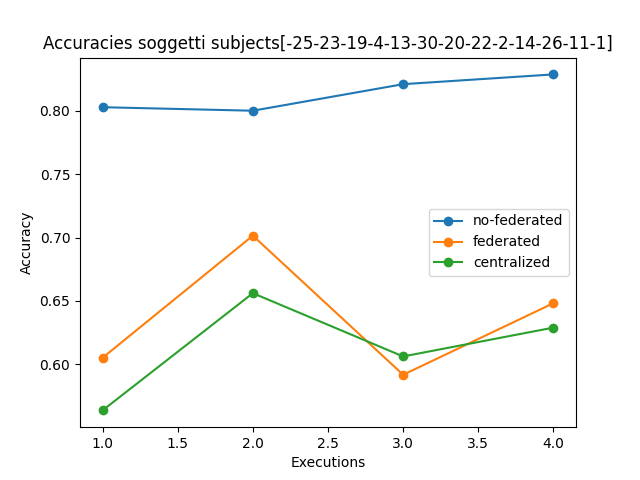 Accuracies soggetti subjects[-25-23-19-4-13-30-20-22-2-14-26-11-1]
Accuracy
0.80
0.75
0.70
0.65
0.60
no-federated
federated
centralized
1.0 1.5 2.0 2.5 3.0 3.5 4.0
Executions